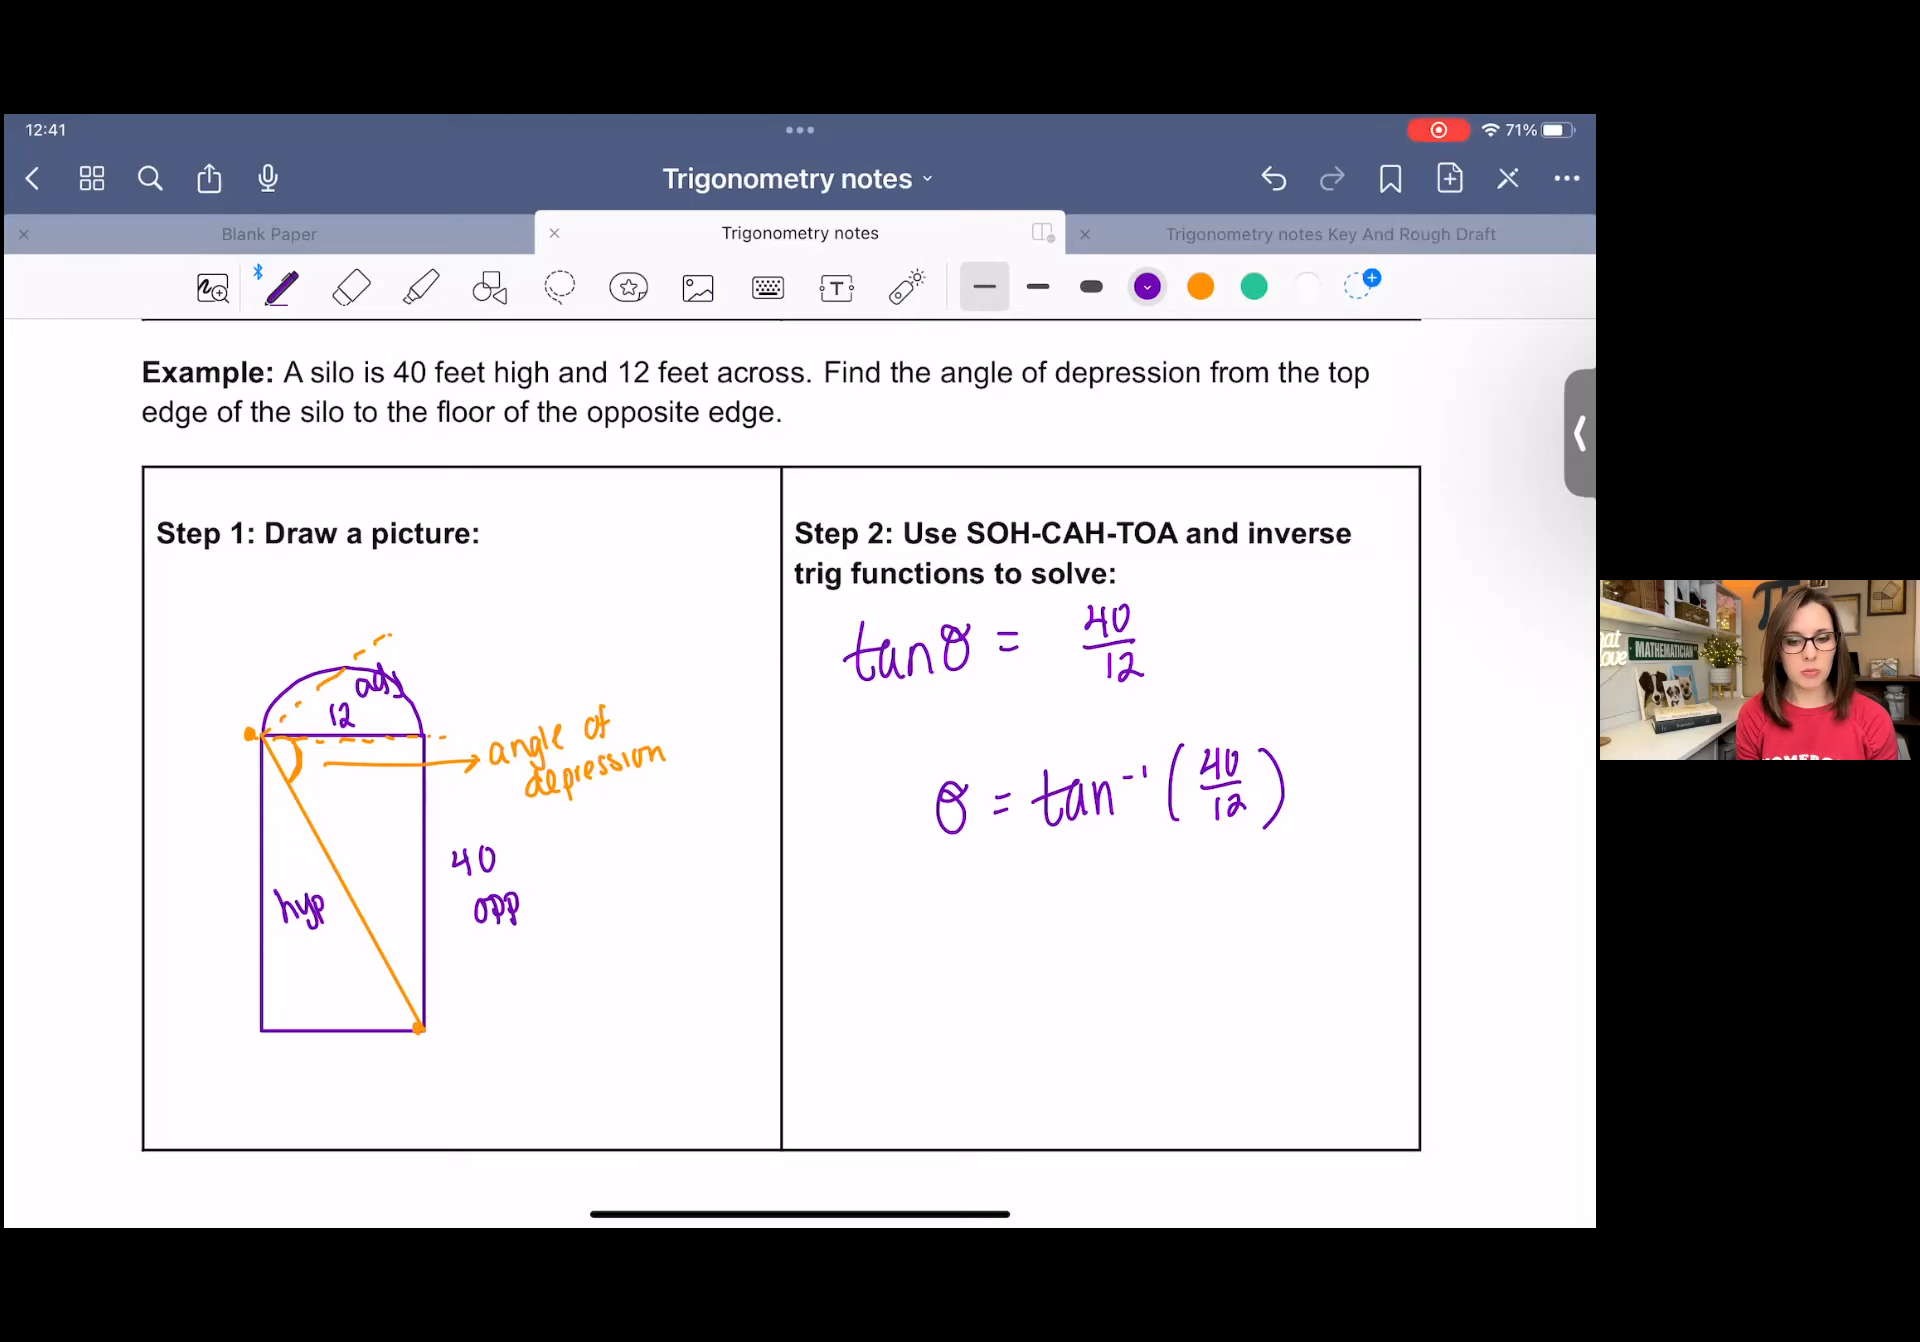 12:41
71%
Trigonometry notes
Blank Paper
Trigonometry notes
Trigonometry notes Key And Rough Draft
Example: A silo is 40 feet high and 12 feet across. Find the angle of depression from the top
edge of the silo to the floor of the opposite edge.
Step 1: Draw a picture:
adj
12
angle of
depression
40
opp
hyp
Step 2: Use SOH-CAH-TOA and inverse
trig functions to solve:
tanθ = 40/12
θ = tan⁻¹ (40/12)
MATHEMATICIAN